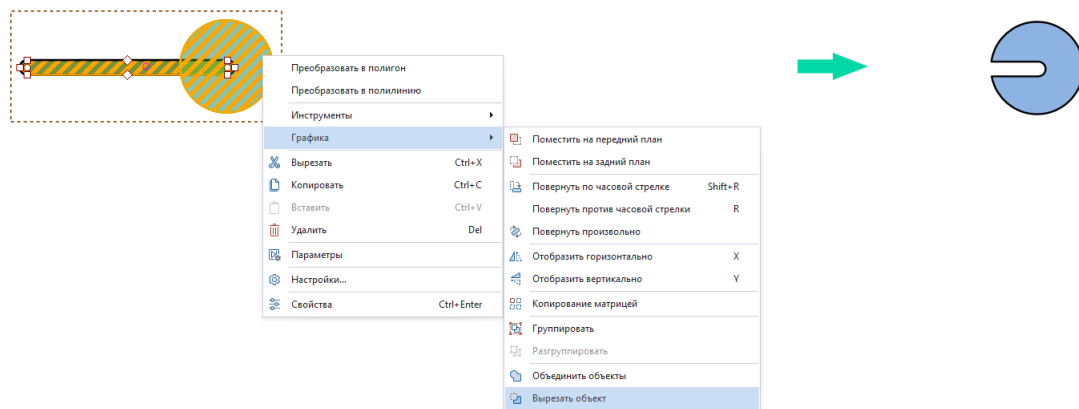 Преобразовать в полигон
Преобразовать в полилинию
Инструменты
Графика
Вырезать Ctrl+X
Копировать Ctrl+C
Вставить Ctrl+V
Удалить Del
Параметры
Настройки...
Свойства Ctrl+Enter
Поместить на передний план
Поместить на задний план
Повернуть по часовой стрелке Shift+R
Повернуть против часовой стрелки R
Повернуть произвольно
Отобразить горизонтально X
Отобразить вертикально Y
Копирование матрицей
Группировать
Разгруппировать
Объединить объекты
Вырезать объект